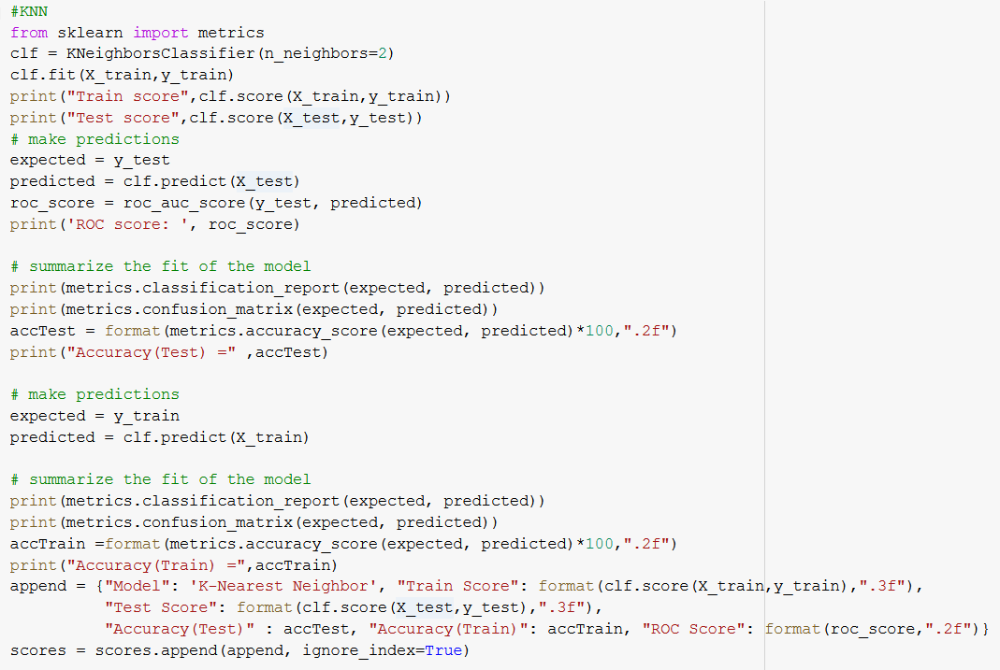 #KNN
from sklearn import metrics
clf = KNeighborsClassifier(n_neighbors=2)
clf.fit(X_train,y_train)
print("Train score",clf.score(X_train,y_train))
print("Test score",clf.score(X_test,y_test))
# make predictions
expected = y_test
predicted = clf.predict(X_test)
roc_score = roc_auc_score(y_test, predicted)
print('ROC score: ', roc_score)

# summarize the fit of the model
print(metrics.classification_report(expected, predicted))
print(metrics.confusion_matrix(expected, predicted))
accTest = format(metrics.accuracy_score(expected, predicted)*100,".2f")
print("Accuracy(Test) =" ,accTest)

# make predictions
expected = y_train
predicted = clf.predict(X_train)

# summarize the fit of the model
print(metrics.classification_report(expected, predicted))
print(metrics.confusion_matrix(expected, predicted))
accTrain =format(metrics.accuracy_score(expected, predicted)*100,".2f")
print("Accuracy(Train) =",accTrain)
append = {"Model": 'K-Nearest Neighbor', "Train Score": format(clf.score(X_train,y_train),".3f"),
          "Test Score": format(clf.score(X_test,y_test),".3f"),
          "Accuracy(Test)" : accTest, "Accuracy(Train)": accTrain, "ROC Score": format(roc_score,".2f")}
scores = scores.append(append, ignore_index=True)